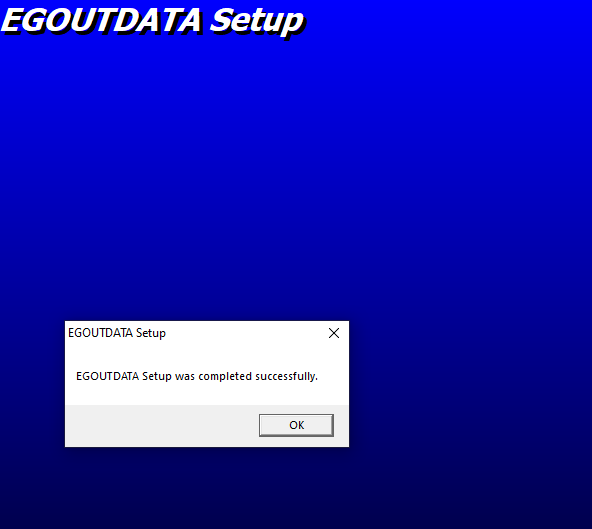 EGOUTDATA Setup
EGOUTDATA Setup
EGOUTDATA Setup was completed successfully.
OK